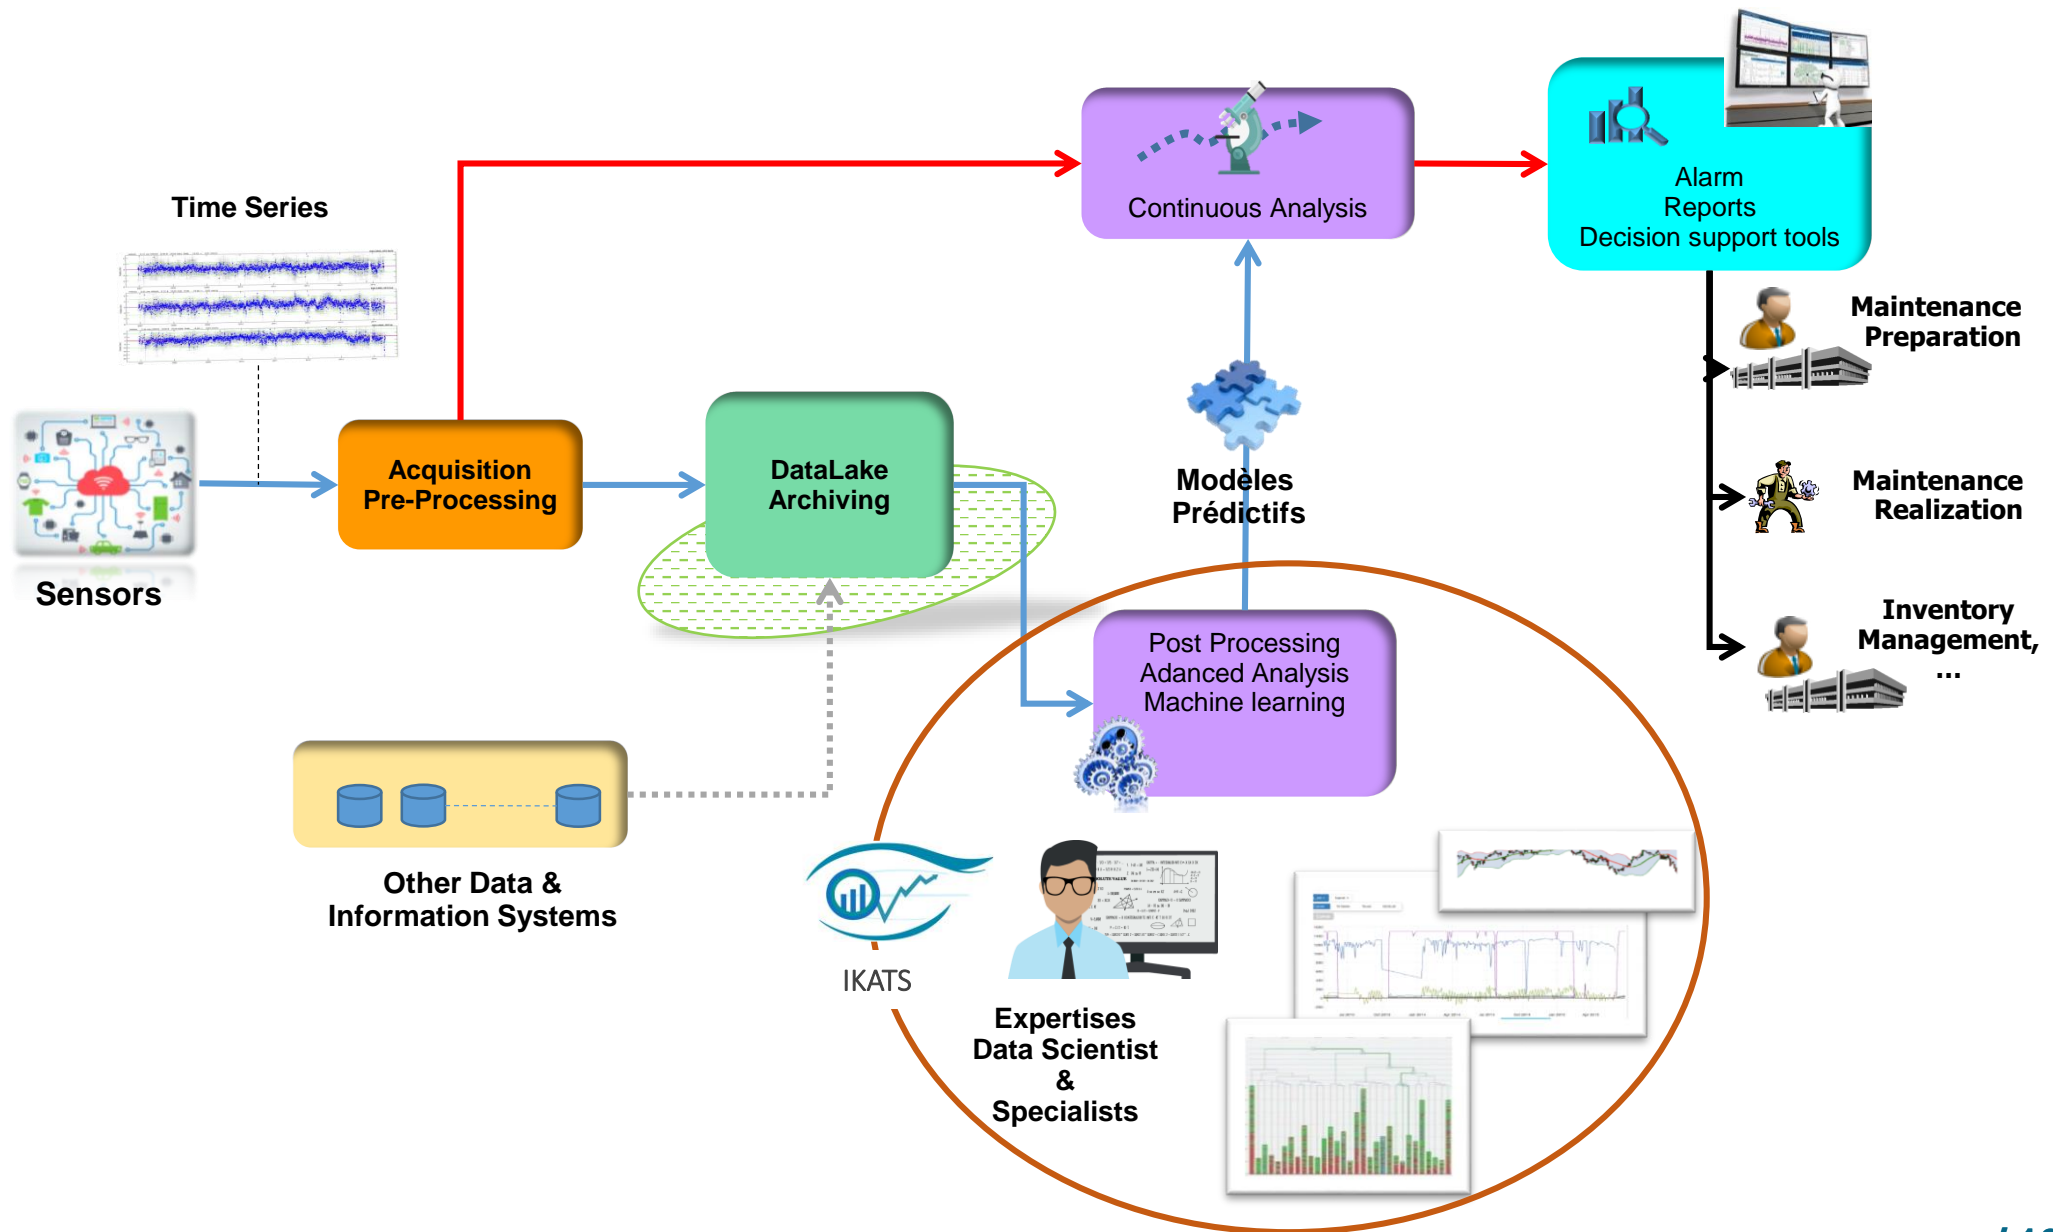 Time Series
Sensors
Acquisition
Pre-Processing
DataLake
Archiving
Other Data &
Information Systems
Continuous Analysis
Modèles
Prédictifs
Post Processing
Adanced Analysis
Machine learning
IKATS
Expertises
Data Scientist
&
Specialists
Alarm
Reports
Decision support tools
Maintenance
Preparation
Maintenance
Realization
Inventory
Management,
...